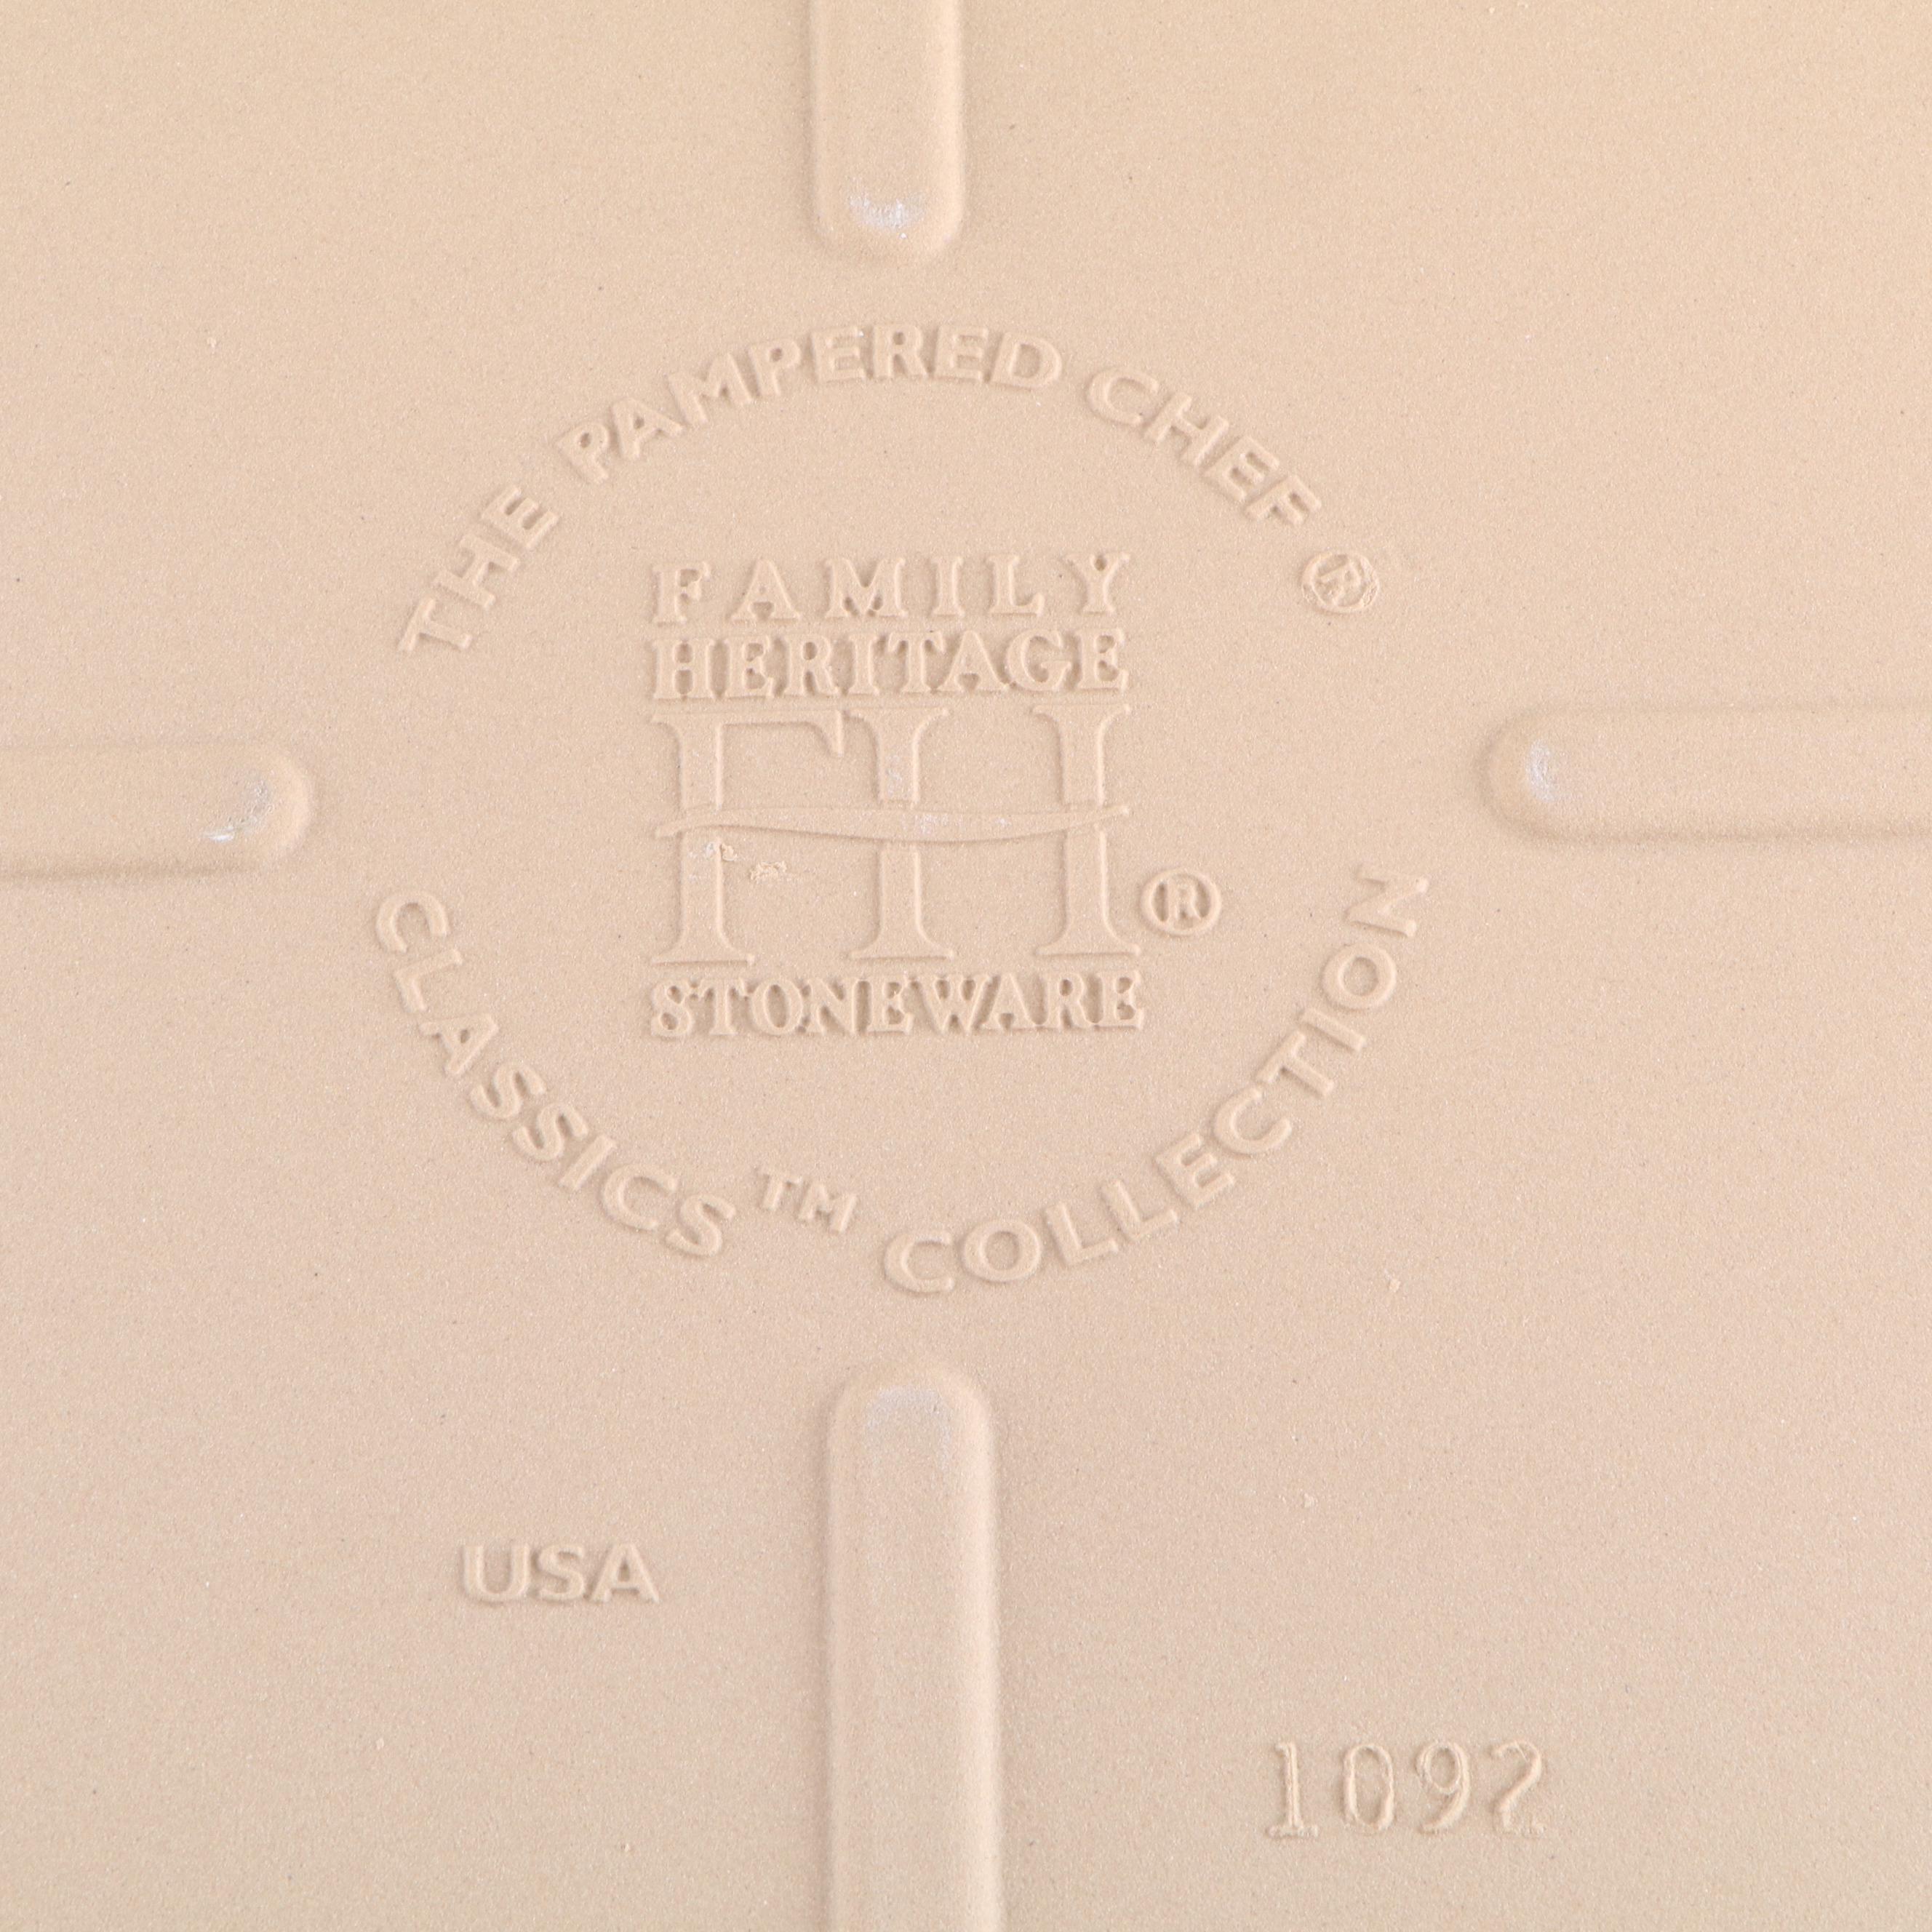 THE PAMPERED CHEF ®
FAMILY
HERITAGE
FH ®
STONEWARE
CLASSICS™ COLLECTION
USA
1092